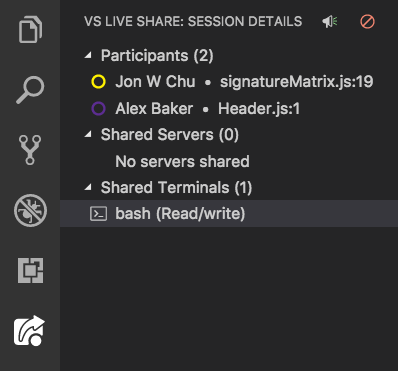 VS LIVE SHARE: SESSION DETAILS
Participants (2)
Jon W Chu • signatureMatrix.js:19
Alex Baker • Header.js:1
Shared Servers (0)
No servers shared
Shared Terminals (1)
bash (Read/write)